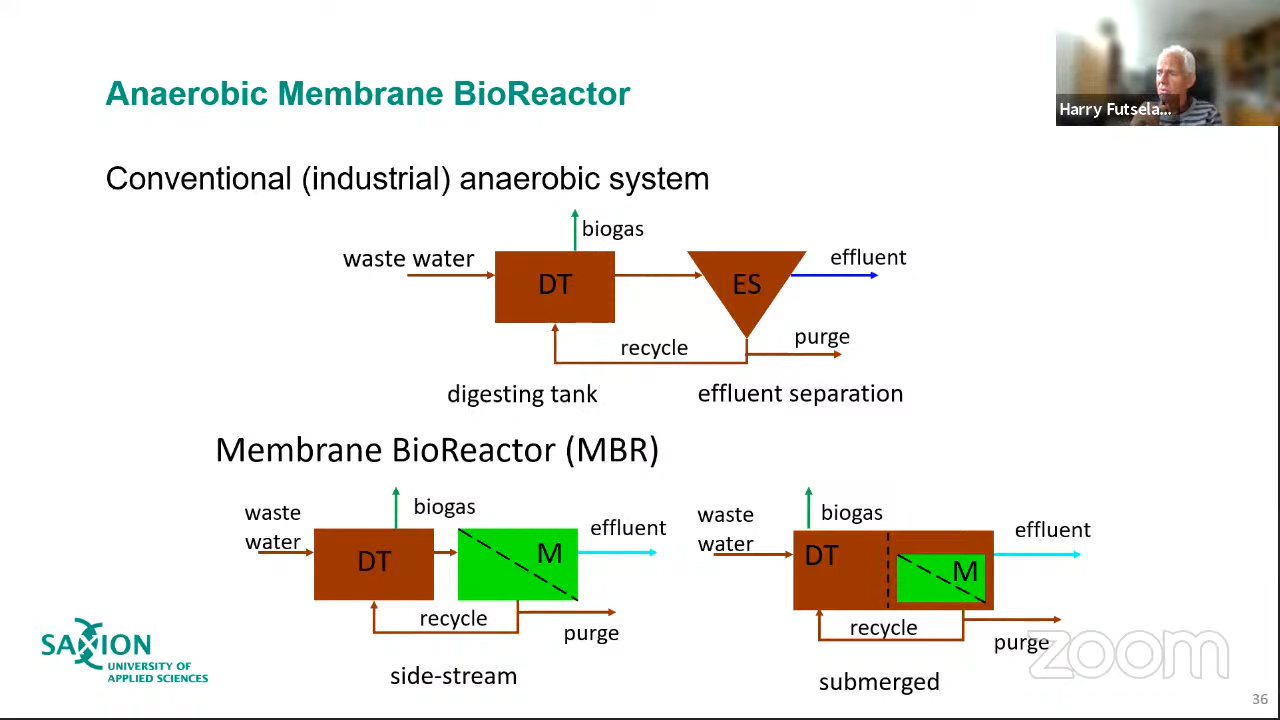 Anaerobic Membrane BioReactor
Harry Futsela...
Conventional (industrial) anaerobic system
biogas
waste water
effluent
DT
ES
recycle
purge
digesting tank
effluent separation
Membrane BioReactor (MBR)
waste
water
biogas
effluent
DT
M
recycle
purge
side-stream
waste
water
biogas
effluent
DT
M
recycle
purge
submerged
SAXION
UNIVERSITY OF
APPLIED SCIENCES
zoom
36